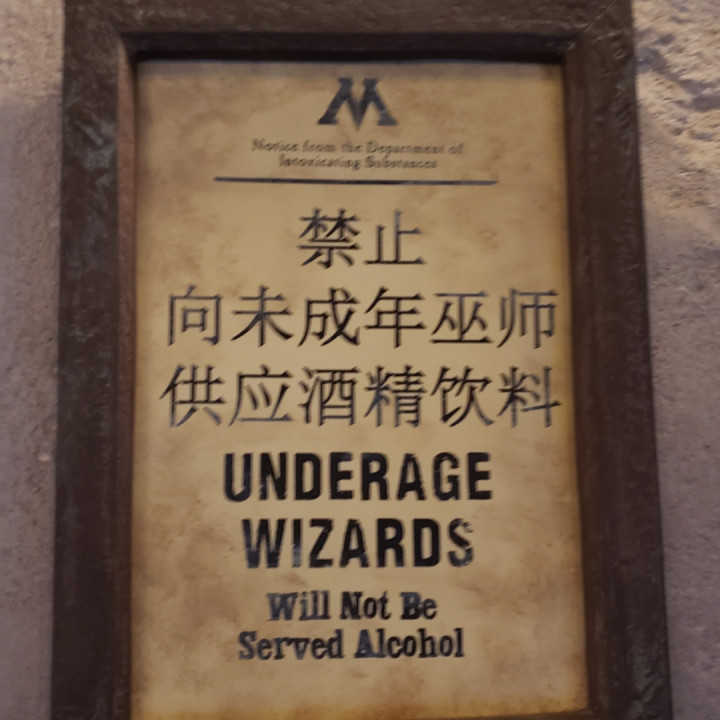 M
Notice from the Department of
Intoxicating Substances
禁止
向未成年巫师
供应酒精饮料
UNDERAGE
WIZARDS
Will Not Be
Served Alcohol